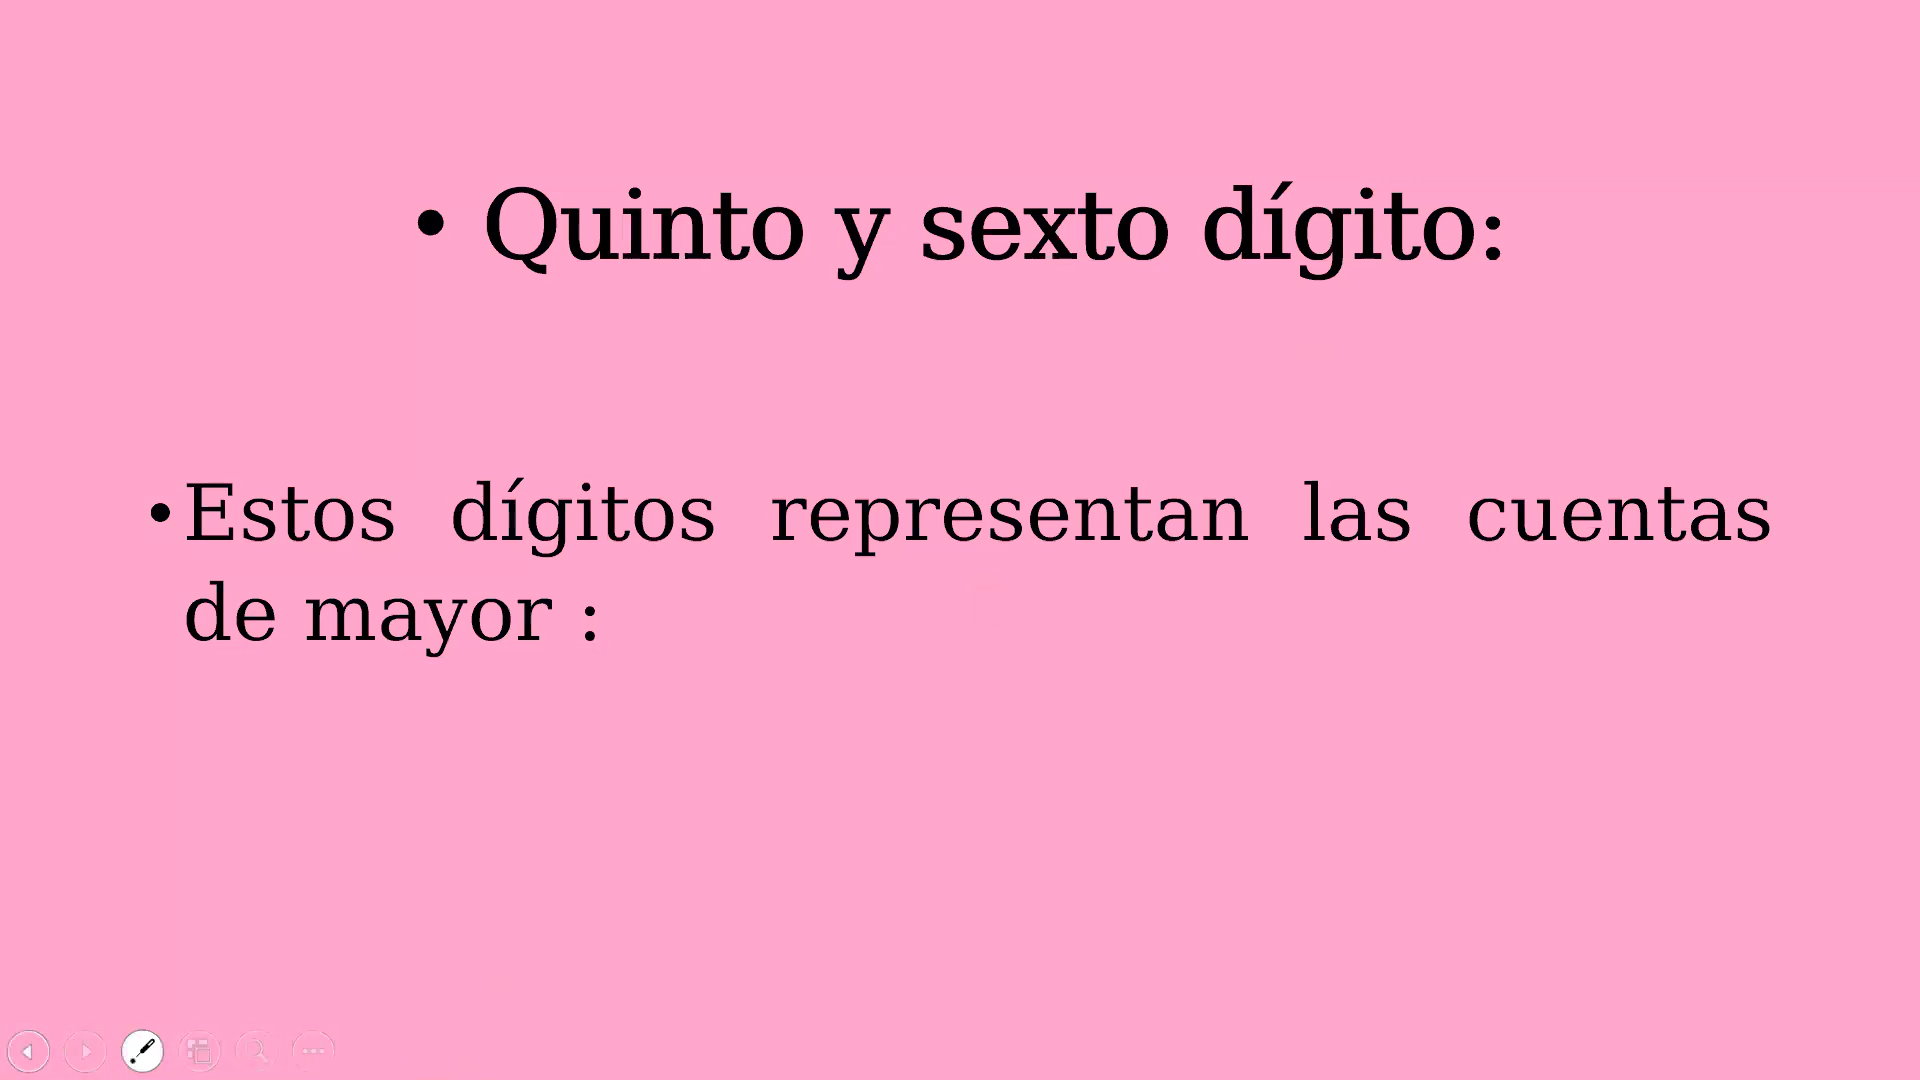 • Quinto y sexto dígito:
• Estos dígitos representan las cuentas
de mayor :